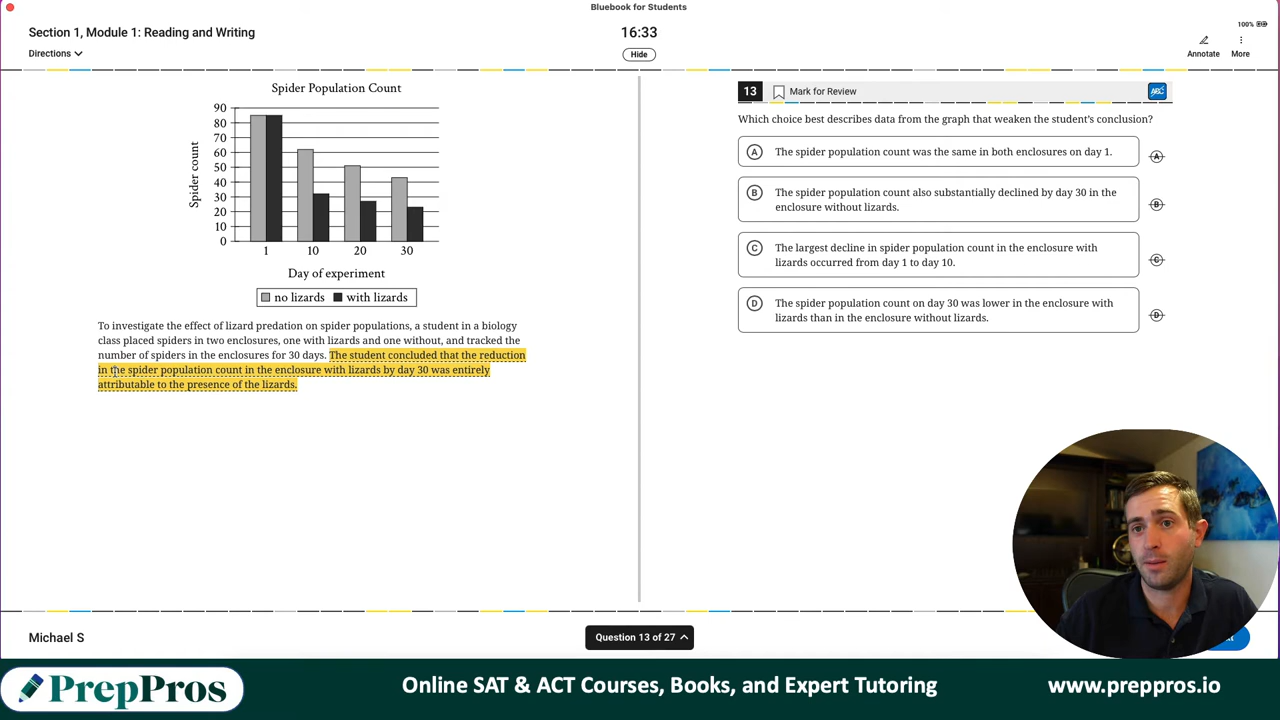 Bluebook for Students
Section 1, Module 1: Reading and Writing
16:33
100%
Directions
Hide
Annotate
More
Spider Population Count
90
80
70
60
50
40
30
20
10
0
Spider count
1 10 20 30
Day of experiment
no lizards with lizards
To investigate the effect of lizard predation on spider populations, a student in a biology
class placed spiders in two enclosures, one with lizards and one without, and tracked the
number of spiders in the enclosures for 30 days. The student concluded that the reduction
in the spider population count in the enclosure with lizards by day 30 was entirely
attributable to the presence of the lizards.
13 Mark for Review
ABC
Which choice best describes data from the graph that weaken the student's conclusion?
A The spider population count was the same in both enclosures on day 1.
A
B The spider population count also substantially declined by day 30 in the
enclosure without lizards.
B
C The largest decline in spider population count in the enclosure with
lizards occurred from day 1 to day 10.
C
D The spider population count on day 30 was lower in the enclosure with
lizards than in the enclosure without lizards.
D
Michael S
Question 13 of 27
PrepPros
Online SAT & ACT Courses, Books, and Expert Tutoring
www.preppros.io